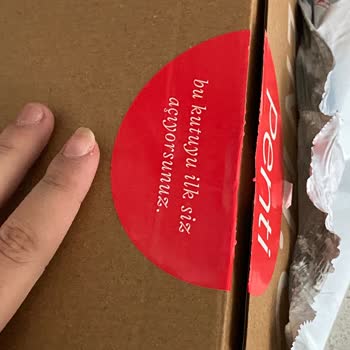 penti
bu kutuyu ilk siz
açıyorsunuz.